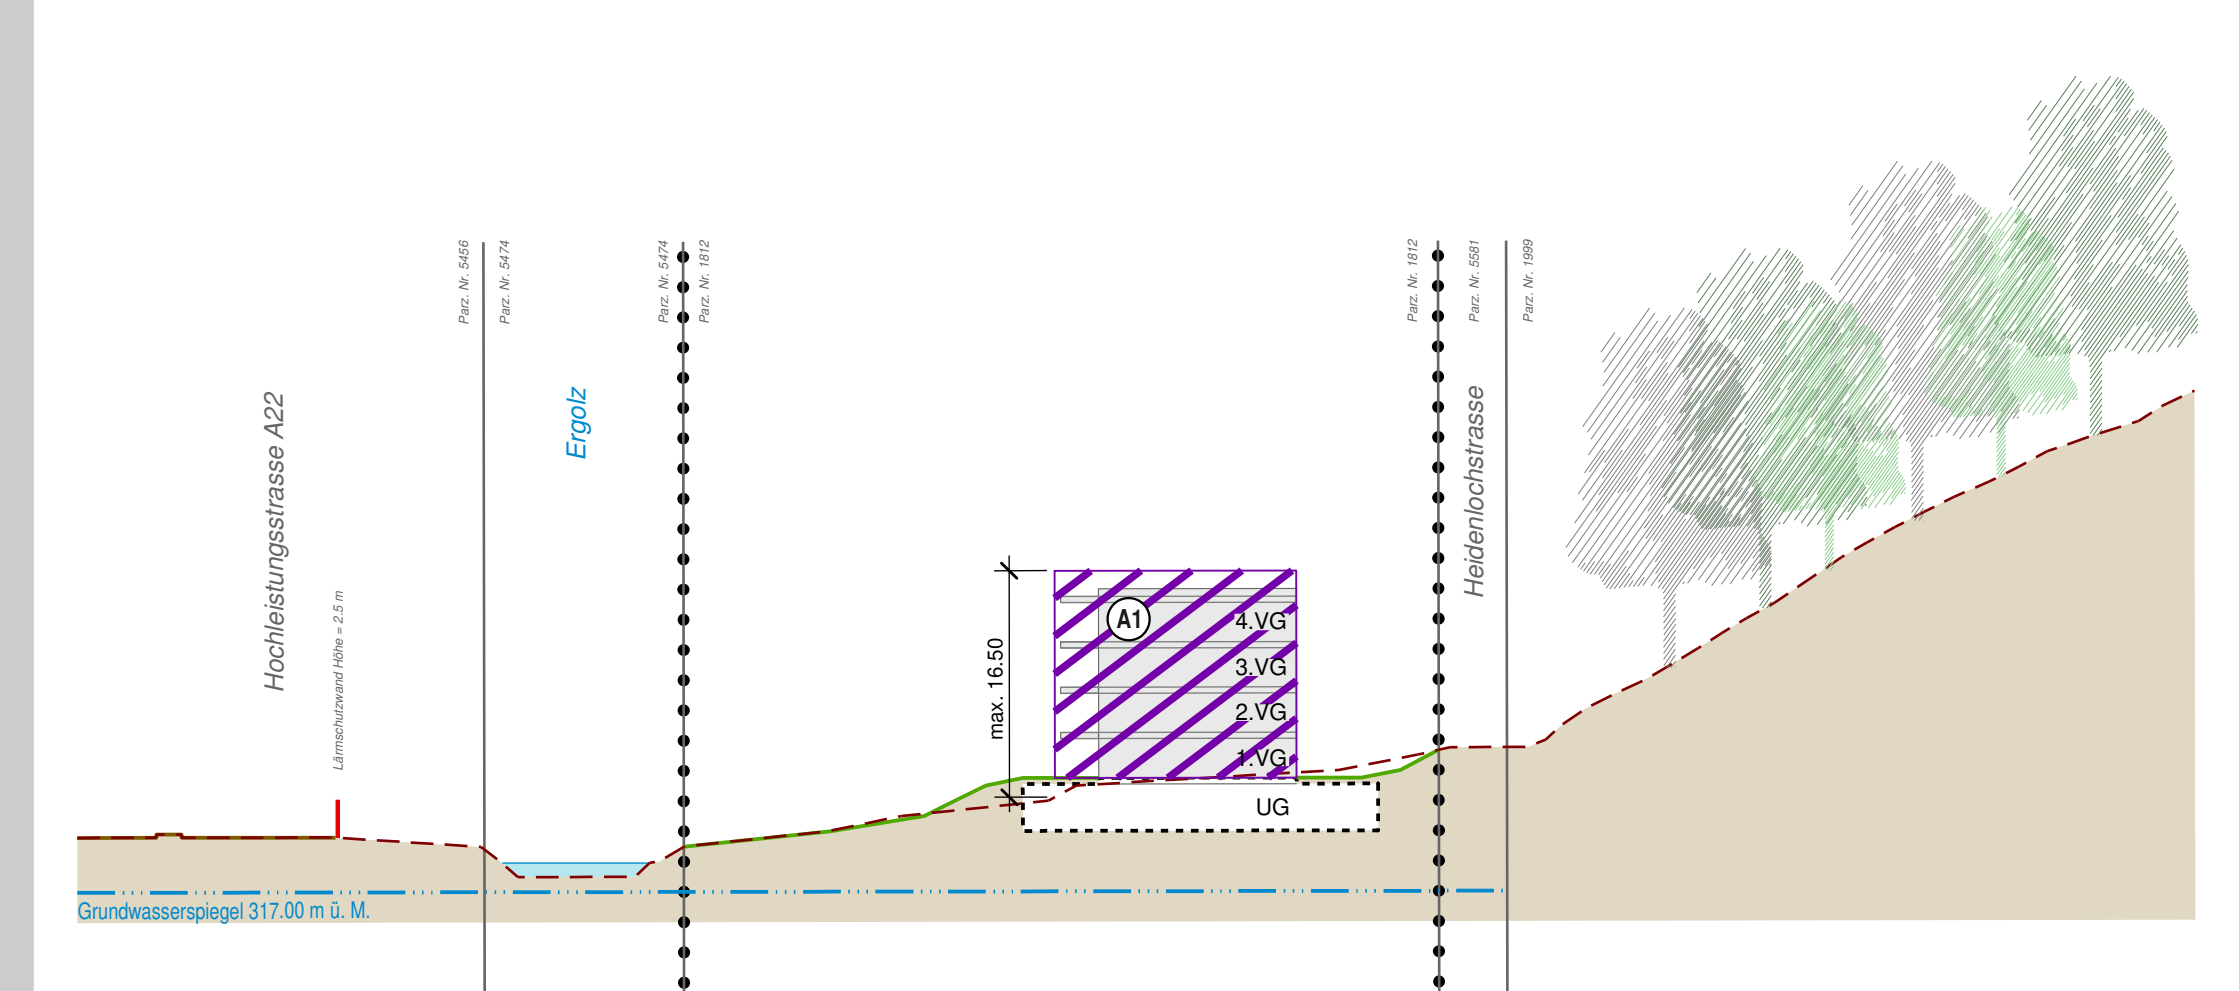 Hochleistungsstrasse A22
Lärmschutzwand Höhe = 2.5 m
Parz. Nr. 5456
Parz. Nr. 5474
Ergolz
Parz. Nr. 5474
Parz. Nr. 1812
max. 16.50
A1
4.VG
3.VG
2.VG
1.VG
UG
Parz. Nr. 1812
Parz. Nr. 5581
Heidenlochstrasse
Parz. Nr. 1999
Grundwasserspiegel 317.00 m ü. M.